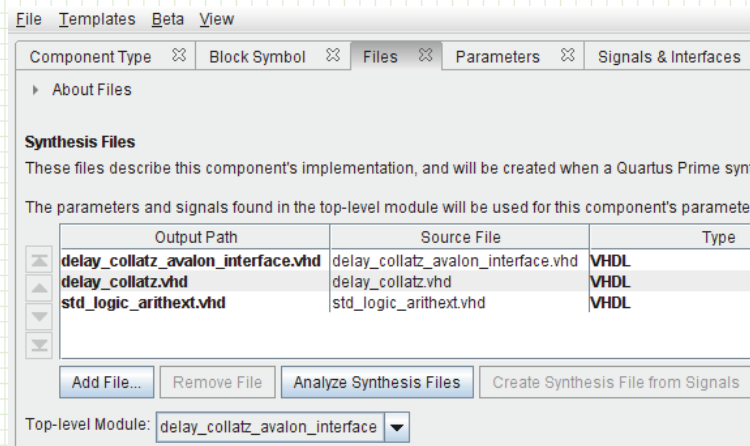 File Templates Beta View
Component Type Block Symbol Files Parameters Signals & Interfaces
About Files
Synthesis Files
These files describe this component's implementation, and will be created when a Quartus Prime syn
The parameters and signals found in the top-level module will be used for this component's paramete
Output Path Source File Type
delay_collatz_avalon_interface.vhd delay_collatz_avalon_interface.vhd VHDL
delay_collatz.vhd delay_collatz.vhd VHDL
std_logic_arithext.vhd std_logic_arithext.vhd VHDL
Add File... Remove File Analyze Synthesis Files Create Synthesis File from Signals
Top-level Module: delay_collatz_avalon_interface